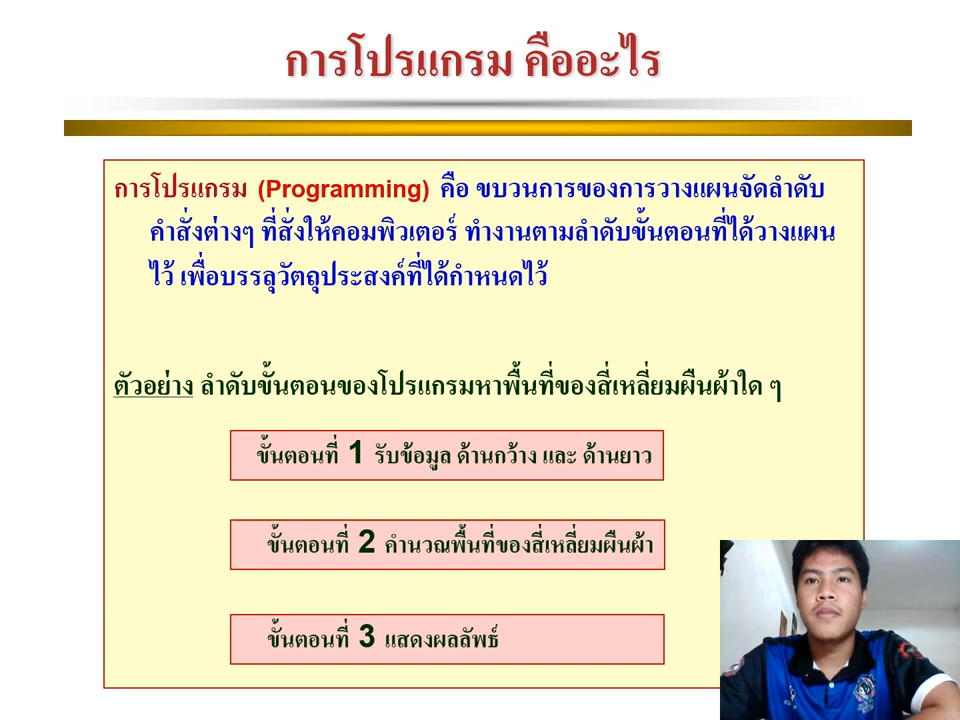 การโปรแกรม คืออะไร
การโปรแกรม (Programming) คือ ขบวนการของการวางแผนจัดลำดับ
คำสั่งต่างๆ ที่สั่งให้คอมพิวเตอร์ ทำงานตามลำดับขั้นตอนที่ได้วางแผน
ไว้ เพื่อบรรลุวัตถุประสงค์ที่ได้กำหนดไว้
ตัวอย่าง ลำดับขั้นตอนของโปรแกรมหาพื้นที่ของสี่เหลี่ยมผืนผ้าใด ๆ
ขั้นตอนที่ 1 รับข้อมูล ด้านกว้าง และ ด้านยาว
ขั้นตอนที่ 2 คำนวณพื้นที่ของสี่เหลี่ยมผืนผ้า
ขั้นตอนที่ 3 แสดงผลลัพธ์